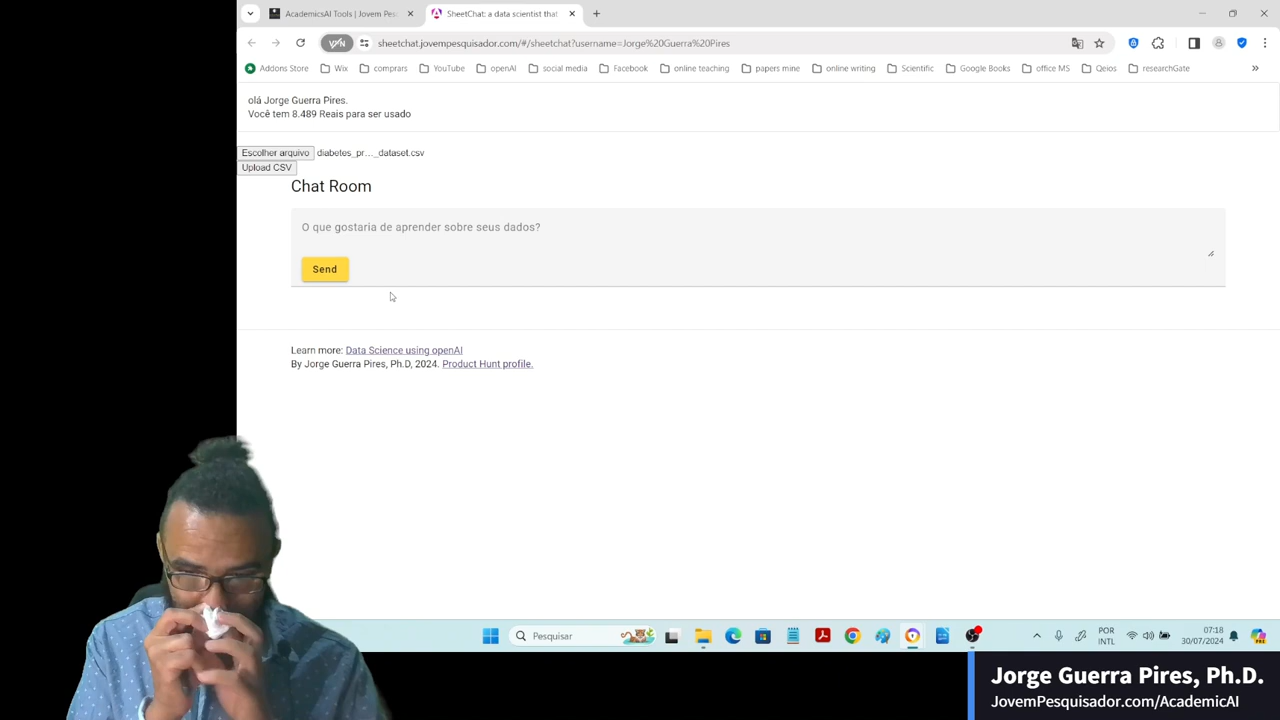 AcademicsAI Tools | Jovem Pes
SheetChat: a data scientist that
VPN
sheetchat.jovempesquisador.com/#/sheetchat?username=Jorge%20Guerra%20Pires
Addons Store
Wix
comprars
YouTube
openAI
social media
Facebook
online teaching
papers mine
online writing
Scientific
Google Books
office MS
Qeios
researchGate
olá Jorge Guerra Pires.
Você tem 8.489 Reais para ser usado
Escolher arquivo diabetes_pr..._dataset.csv
Upload CSV
Chat Room
O que gostaria de aprender sobre seus dados?
Send
Learn more: Data Science using openAI
By Jorge Guerra Pires, Ph.D, 2024. Product Hunt profile.
Pesquisar
POR
INTL
07:18
30/07/2024
Jorge Guerra Pires, Ph.D.
JovemPesquisador.com/AcademicAI